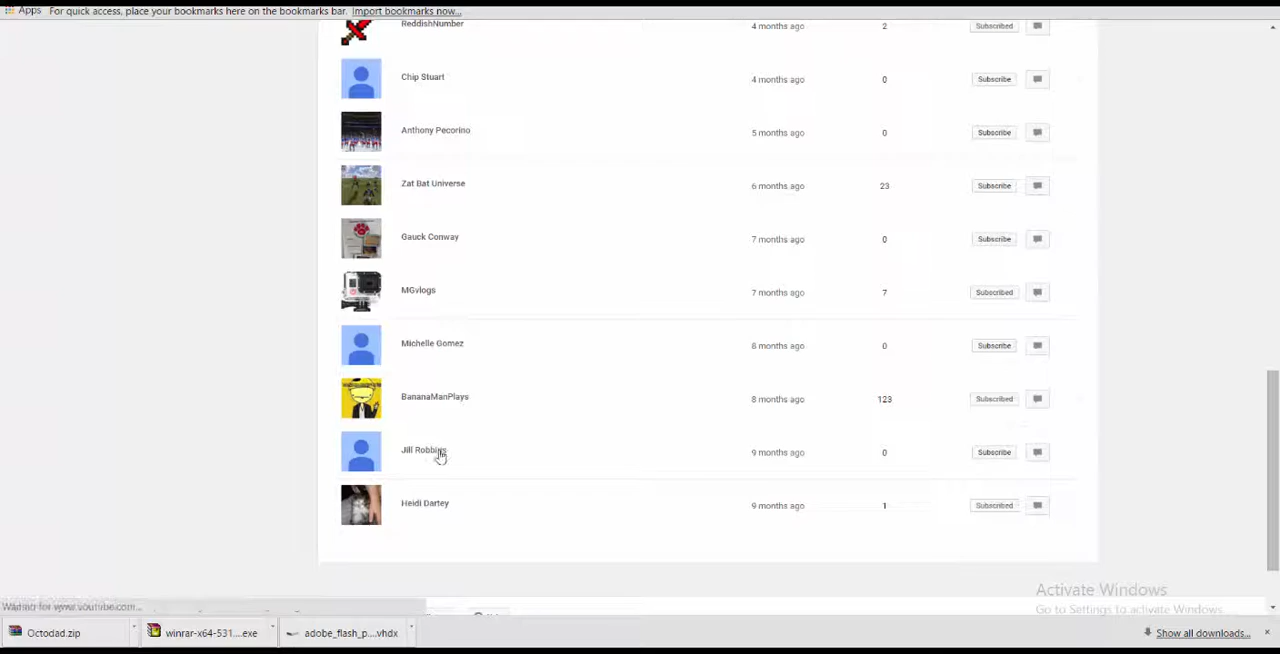 Apps For quick access, place your bookmarks here on the bookmarks bar. Import bookmarks now...
ReddishNumber 4 months ago 2 Subscribed
Chip Stuart 4 months ago 0 Subscribe
Anthony Pecorino 5 months ago 0 Subscribe
Zat Bat Universe 6 months ago 23 Subscribe
Gauck Conway 7 months ago 0 Subscribe
MGvlogs 7 months ago 7 Subscribed
Michelle Gomez 8 months ago 0 Subscribe
BananaManPlays 8 months ago 123 Subscribed
Jill 9 months ago 0 Subscribe
Heidi Dartey 9 months ago 1 Subscribed
Activate Windows
Go to Settings to activate Windows.
Waiting for www.youtube.com...
Octodad.zip winrar-x64-531....exe adobe_flash_p....vhdx Show all downloads...